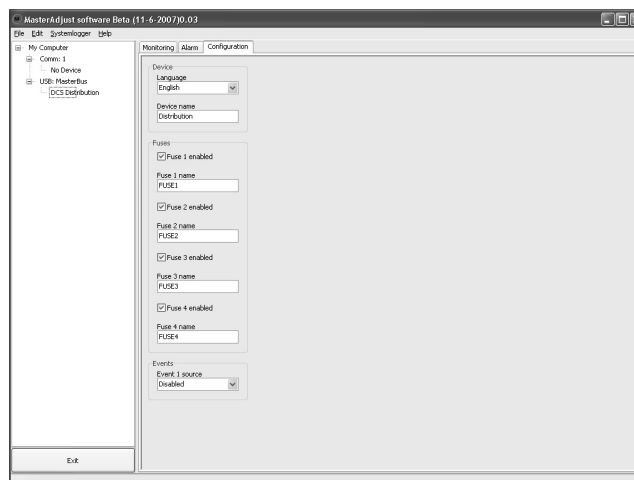 MasterAdjust software Beta (11-6-2007)0.03
File Edit Systemlogger Help
My Computer
Comm: 1
No Device
USB: MasterBus
DCS Distribution
Exit
Monitoring Alarm Configuration
Device
Language
English
Device name
Distribution
Fuses
Fuse 1 enabled
Fuse 1 name
FUSE1
Fuse 2 enabled
Fuse 2 name
FUSE2
Fuse 3 enabled
Fuse 3 name
FUSE3
Fuse 4 enabled
Fuse 4 name
FUSE4
Events
Event 1 source
Disabled